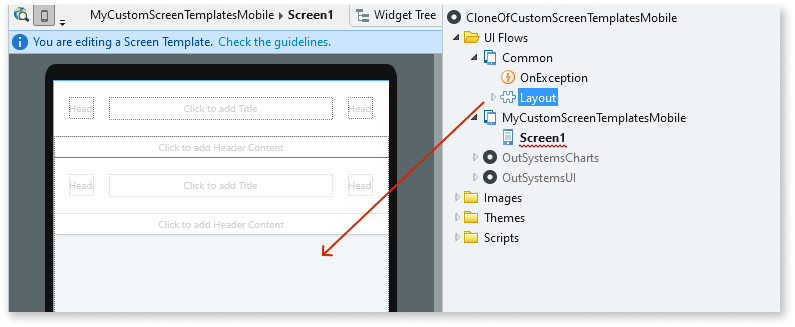 MyCustomScreenTemplatesMobile ▸ Screen1
Widget Tree
You are editing a Screen Template. Check the guidelines.
Head
Click to add Title
Head
Click to add Header Content
Head
Click to add Title
Head
Click to add Header Content
CloneOfCustomScreenTemplatesMobile
UI Flows
Common
OnException
Layout
MyCustomScreenTemplatesMobile
Screen1
OutSystemsCharts
OutSystemsUI
Images
Themes
Scripts